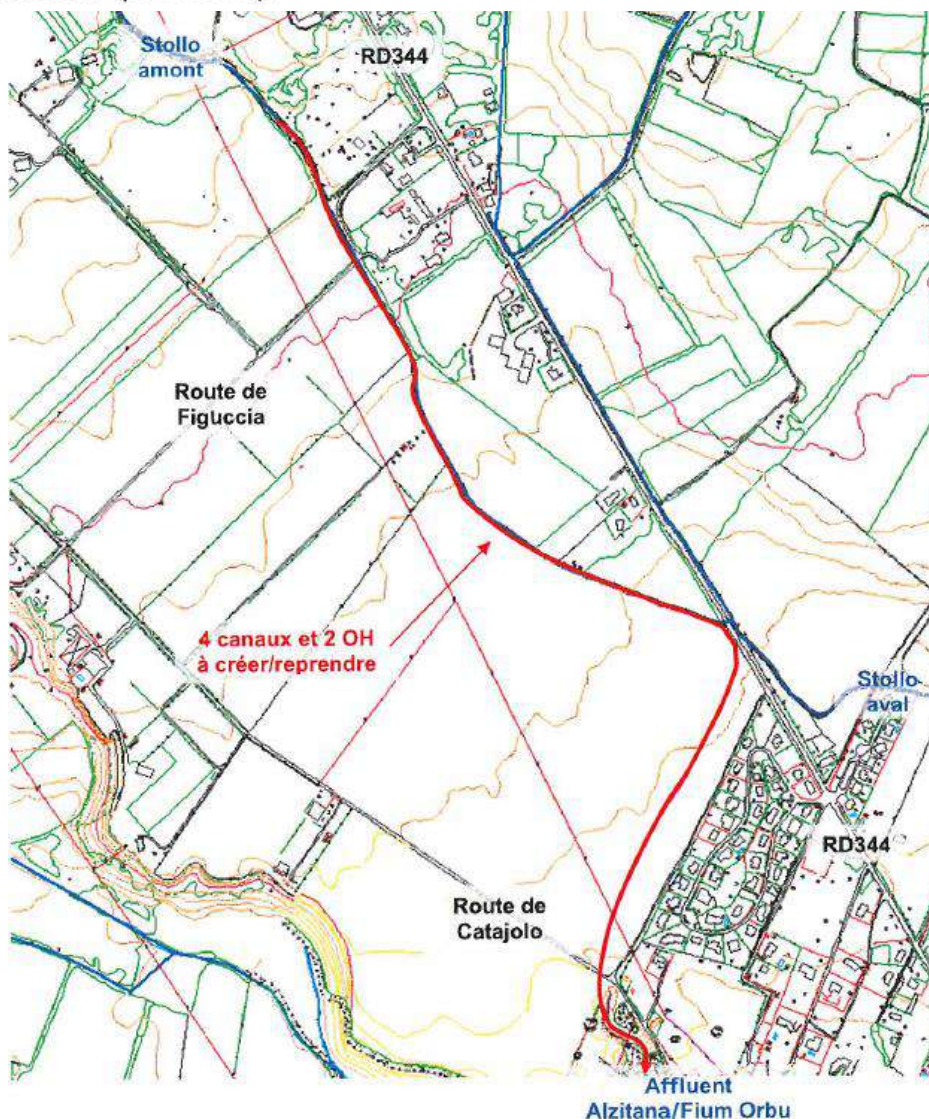 Stollo
amont
RD344
Route de
Figuccia
4 canaux et 2 OH
à créer/reprendre
Stollo
aval
RD344
Route de
Catajolo
Affluent
Alzitana/Fium Orbu